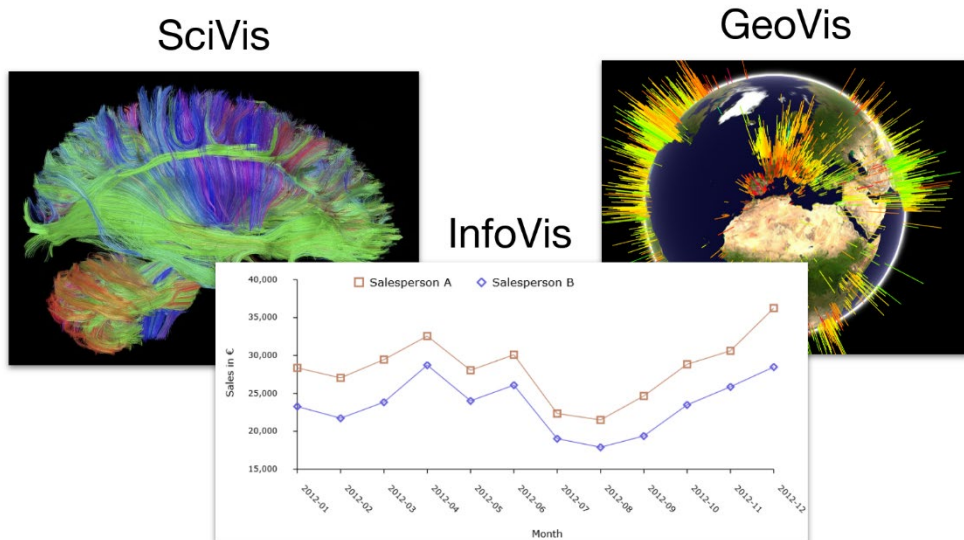 SciVis
GeoVis
InfoVis
Salesperson A
Salesperson B
40,000
35,000
30,000
25,000
20,000
15,000
Sales in €
2012-01
2012-02
2012-03
2012-04
2012-05
2012-06
2012-07
2012-08
2012-09
2012-10
2012-11
2012-12
Month